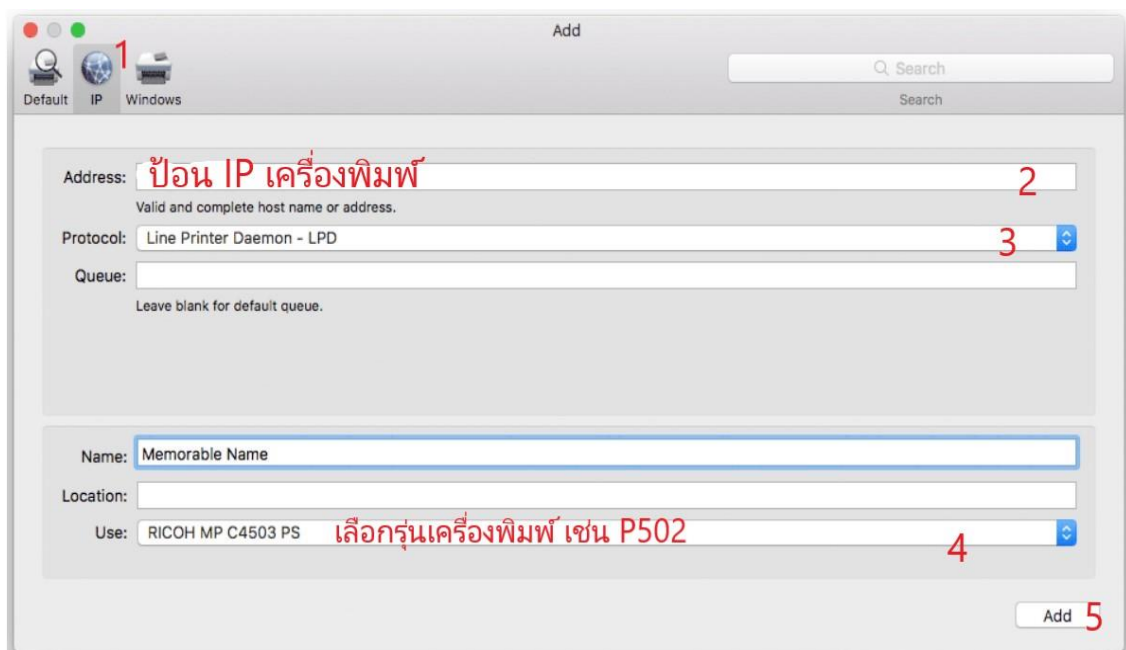 Add
1
Default IP Windows
Search
Search
Address: ป้อน IP เครื่องพิมพ์ 2
Valid and complete host name or address.
Protocol: Line Printer Daemon - LPD 3
Queue:
Leave blank for default queue.
Name: Memorable Name
Location:
Use: RICOH MP C4503 PS เลือกรุ่นเครื่องพิมพ์ เช่น P502 4
Add 5